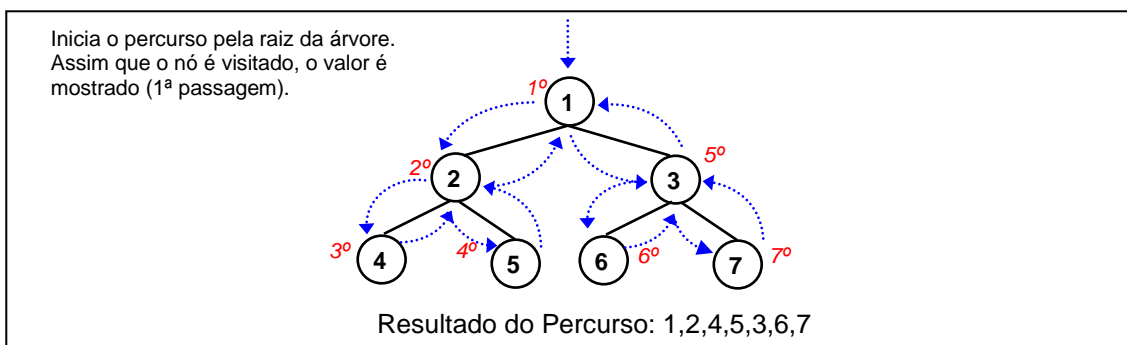 Inicia o percurso pela raiz da árvore.
Assim que o nó é visitado, o valor é
mostrado (1ª passagem).
1º
1
2º
2
3
5º
3º
4
4º
5
6
6º
7
7º
Resultado do Percurso: 1,2,4,5,3,6,7